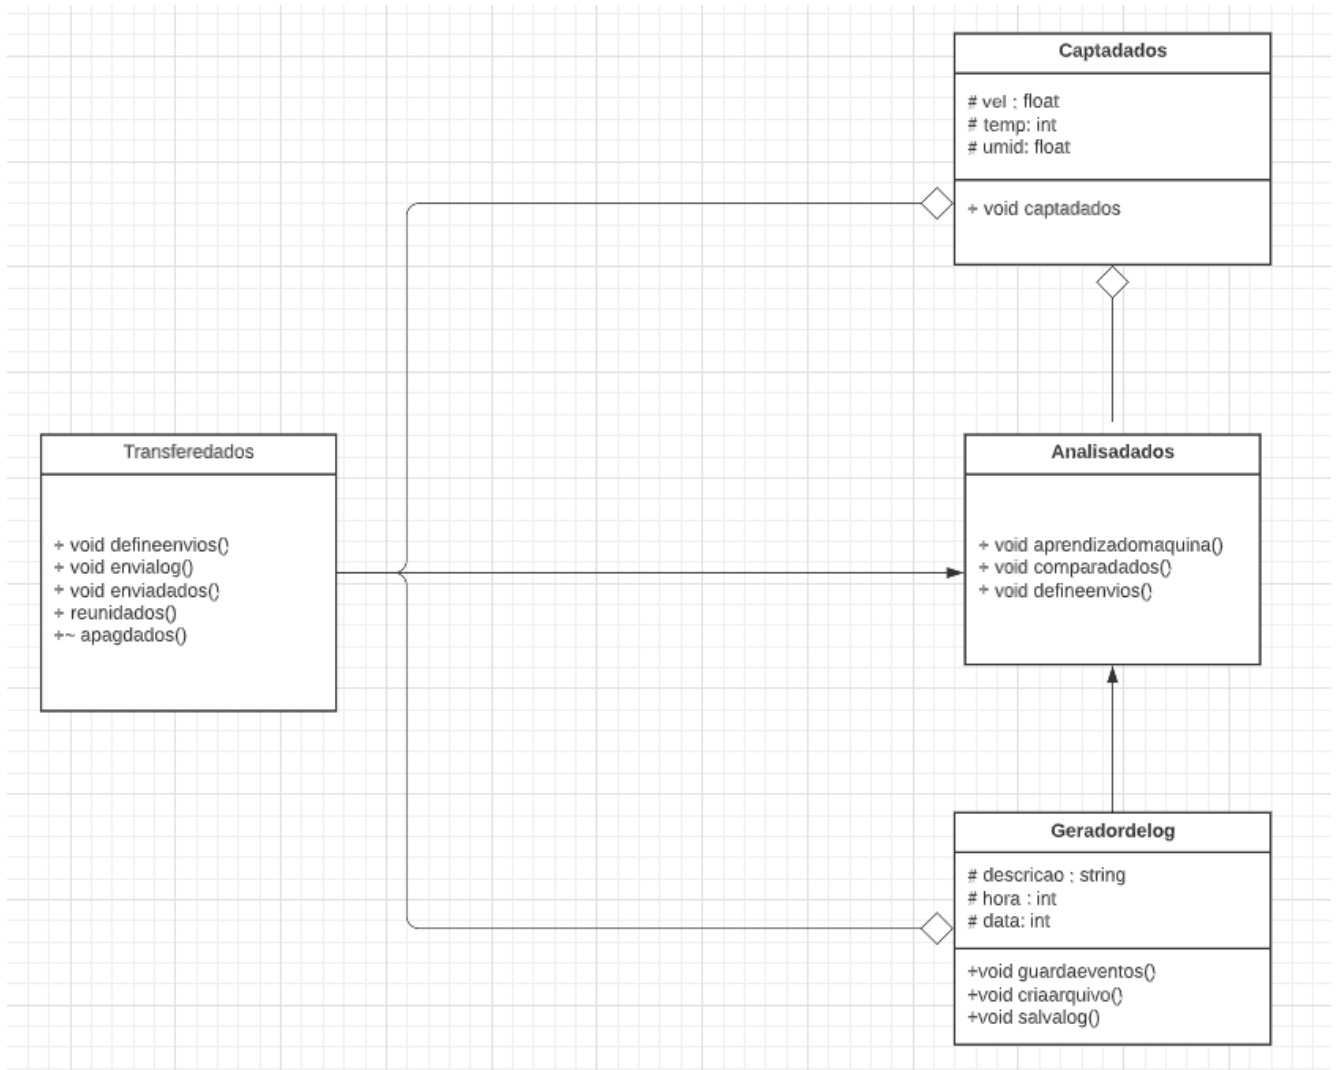 Captadados
# vel : float
# temp: int
# umid: float
+ void captadados
Transferedados
+ void defineenvios()
+ void envialog()
+ void enviadados()
+ reunidados()
+~ apagdados()
Analisadados
+ void aprendizadomaquina()
+ void comparadados()
+ void defineenvios()
Geradordelog
# descricao : string
# hora : int
# data: int
+void guardaeventos()
+void criaarquivo()
+void salvalog()